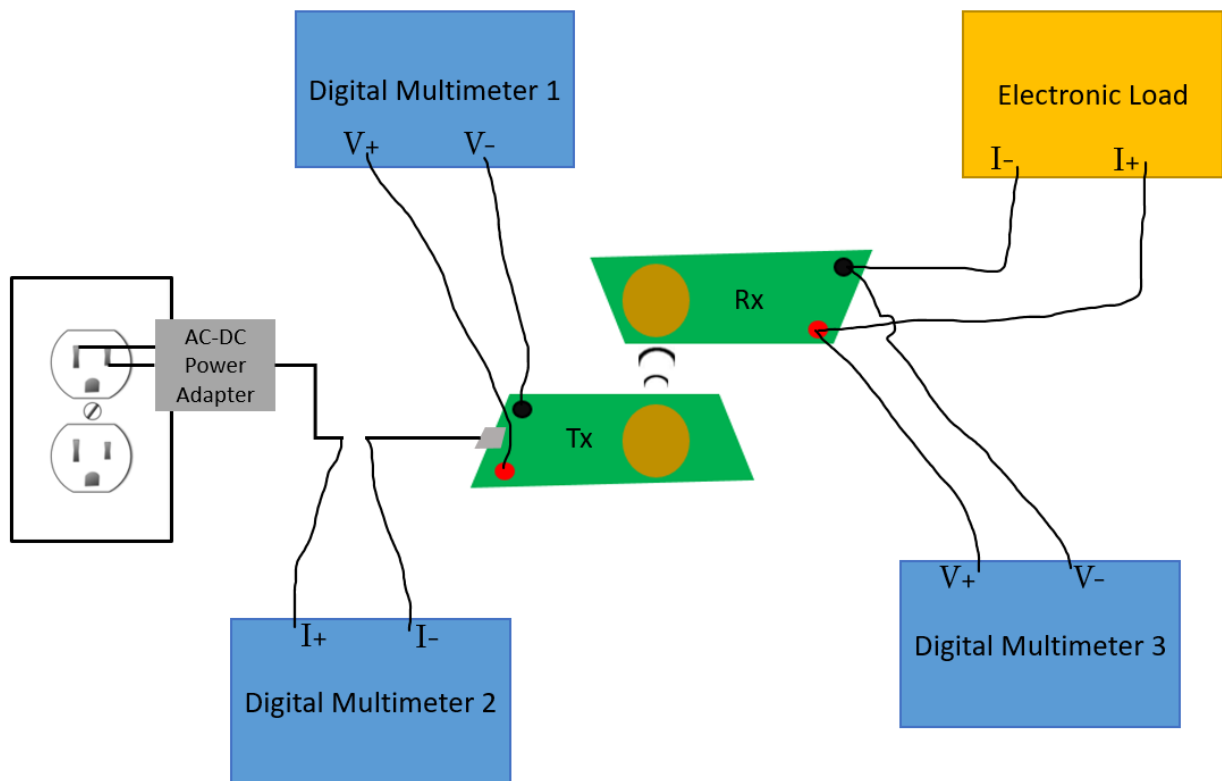 Digital Multimeter 1
V+ V-
Electronic Load
I- I+
Rx
AC-DC
Power
Adapter
Tx
V+ V-
Digital Multimeter 3
I+ I-
Digital Multimeter 2